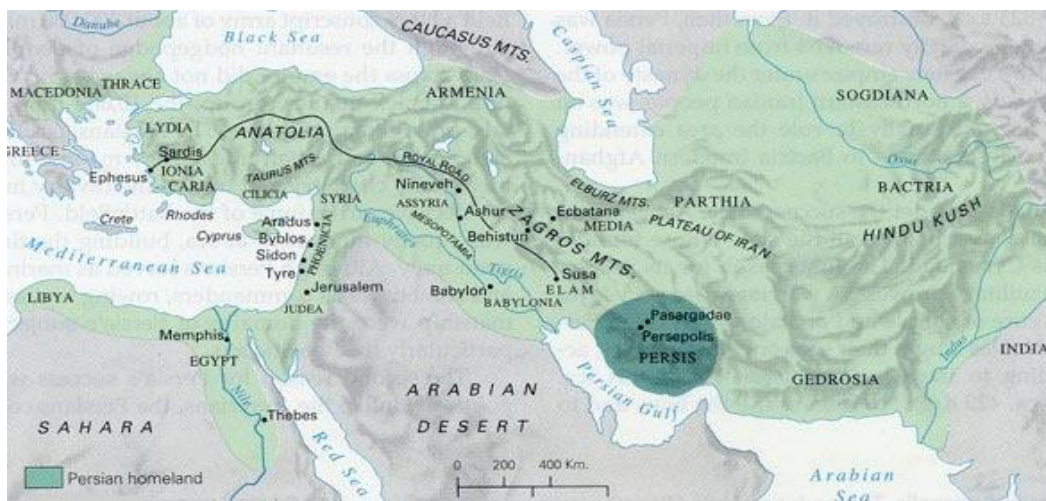 Danube
Black Sea
CAUCASUS MTS.
Caspian Sea
THRACE
MACEDONIA
ARMENIA
SOGDIANA
LYDIA
ANATOLIA
Oxus
GREECE
Sardis
ROYAL ROAD
Ephesus
IONIA
TAURUS MTS.
BACTRIA
CARIA
CILICIA
Nineveh
ELBURZ MTS.
PARTHIA
SYRIA
ASSYRIA
HINDU KUSH
Crete
Rhodes
Aradus
Euphrates
Ashur
ZAGROS MTS.
Ecbatana
MEDIA
PLATEAU OF IRAN
Cyprus
Byblos
PHOENICIA
MESOPOTAMIA
Behistun
Mediterranean Sea
Sidon
Tyre
Tigris
Susa
LIBYA
Jerusalem
Babylon
ELAM
JUDEA
BABYLONIA
Pasargadae
Memphis
Persepolis
Indus
INDIA
EGYPT
PERSIS
Persian Gulf
GEDROSIA
Nile
ARABIAN
DESERT
Thebes
SAHARA
Red Sea
Persian homeland
0 200 400 Km.
Arabian
Sea